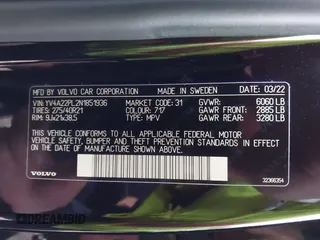 MFD BY VOLVO CAR CORPORATION MADE IN SWEDEN 03/22
VIN: YV4A22PL2N1851936 MARKET CODE: 31 GVWR: 6060 LB
TIRES: 275/40R21 COLOUR: 717 GAWR FRONT: 2885 LB
RIM: 9Jx21x38.5 TYPE: MPV GAWR REAR: 3280 LB
THIS VEHICLE CONFORMS TO ALL APPLICABLE FEDERAL MOTOR
VEHICLE SAFETY, BUMPER AND THEFT PREVENTION STANDARDS IN
EFFECT ON THE DATE OF MANUFACTURE SHOWN ABOVE.
VOLVO
32366354
DREAMBID